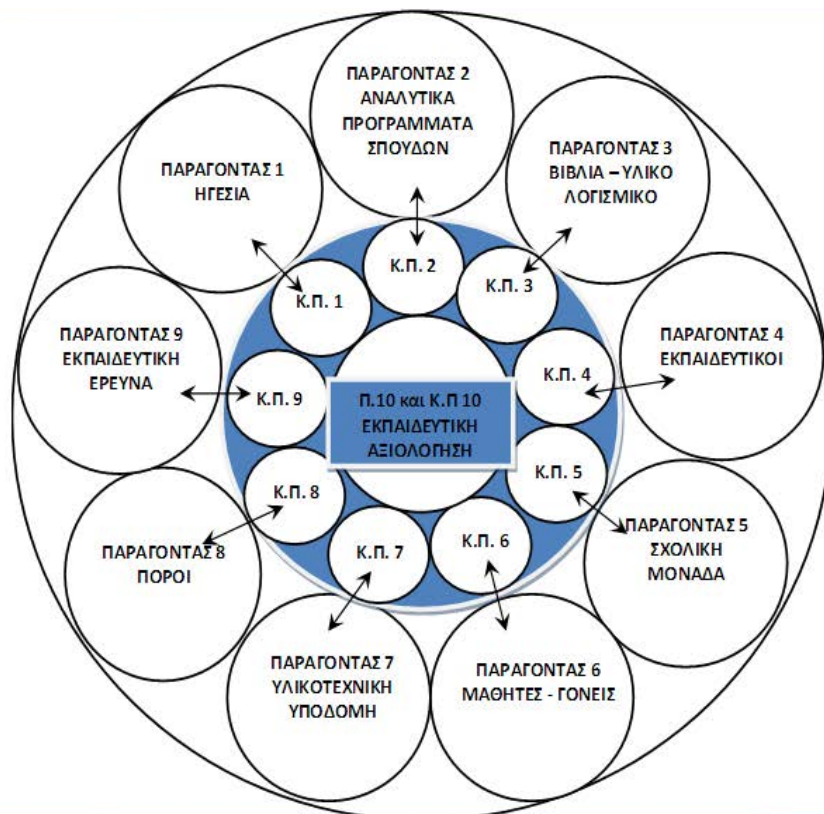 ΠΑΡΑΓΟΝΤΑΣ 1
ΗΓΕΣΙΑ
ΠΑΡΑΓΟΝΤΑΣ 2
ΑΝΑΛΥΤΙΚΑ
ΠΡΟΓΡΑΜΜΑΤΑ
ΣΠΟΥΔΩΝ
ΠΑΡΑΓΟΝΤΑΣ 3
ΒΙΒΛΙΑ – ΥΛΙΚΟ
ΛΟΓΙΣΜΙΚΟ
ΠΑΡΑΓΟΝΤΑΣ 4
ΕΚΠΑΙΔΕΥΤΙΚΟΙ
ΠΑΡΑΓΟΝΤΑΣ 5
ΣΧΟΛΙΚΗ
ΜΟΝΑΔΑ
ΠΑΡΑΓΟΝΤΑΣ 6
ΜΑΘΗΤΕΣ - ΓΟΝΕΙΣ
ΠΑΡΑΓΟΝΤΑΣ 7
ΥΛΙΚΟΤΕΧΝΙΚΗ
ΥΠΟΔΟΜΗ
ΠΑΡΑΓΟΝΤΑΣ 8
ΠΟΡΟΙ
ΠΑΡΑΓΟΝΤΑΣ 9
ΕΚΠΑΙΔΕΥΤΙΚΗ
ΕΡΕΥΝΑ
Κ.Π. 1
Κ.Π. 2
Κ.Π. 3
Κ.Π. 4
Κ.Π. 5
Κ.Π. 6
Κ.Π. 7
Κ.Π. 8
Κ.Π. 9
Π.10 και Κ.Π 10
ΕΚΠΑΙΔΕΥΤΙΚΗ
ΑΞΙΟΛΟΓΗΣΗ